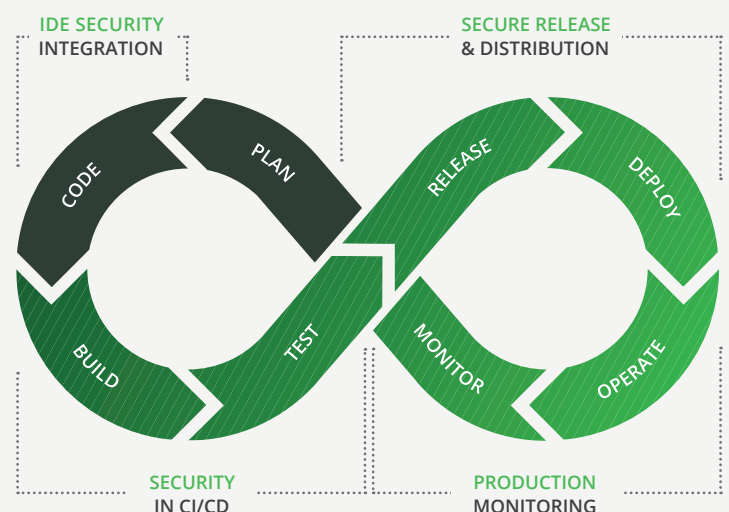 IDE SECURITY
INTEGRATION
SECURE RELEASE
& DISTRIBUTION
CODE
PLAN
RELEASE
DEPLOY
BUILD
TEST
MONITOR
OPERATE
SECURITY
IN CI/CD
PRODUCTION
MONITORING